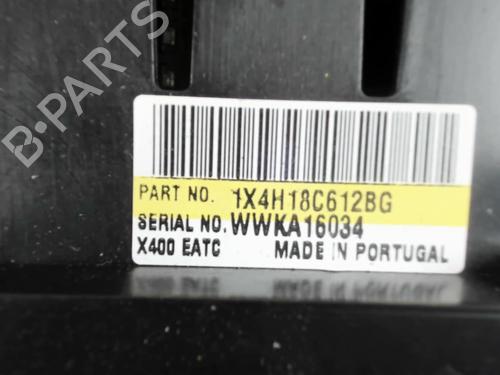 B-PARTS
PART NO. 1X4H18C612BG
SERIAL NO. WWKA16034
X400 EATC MADE IN PORTUGAL